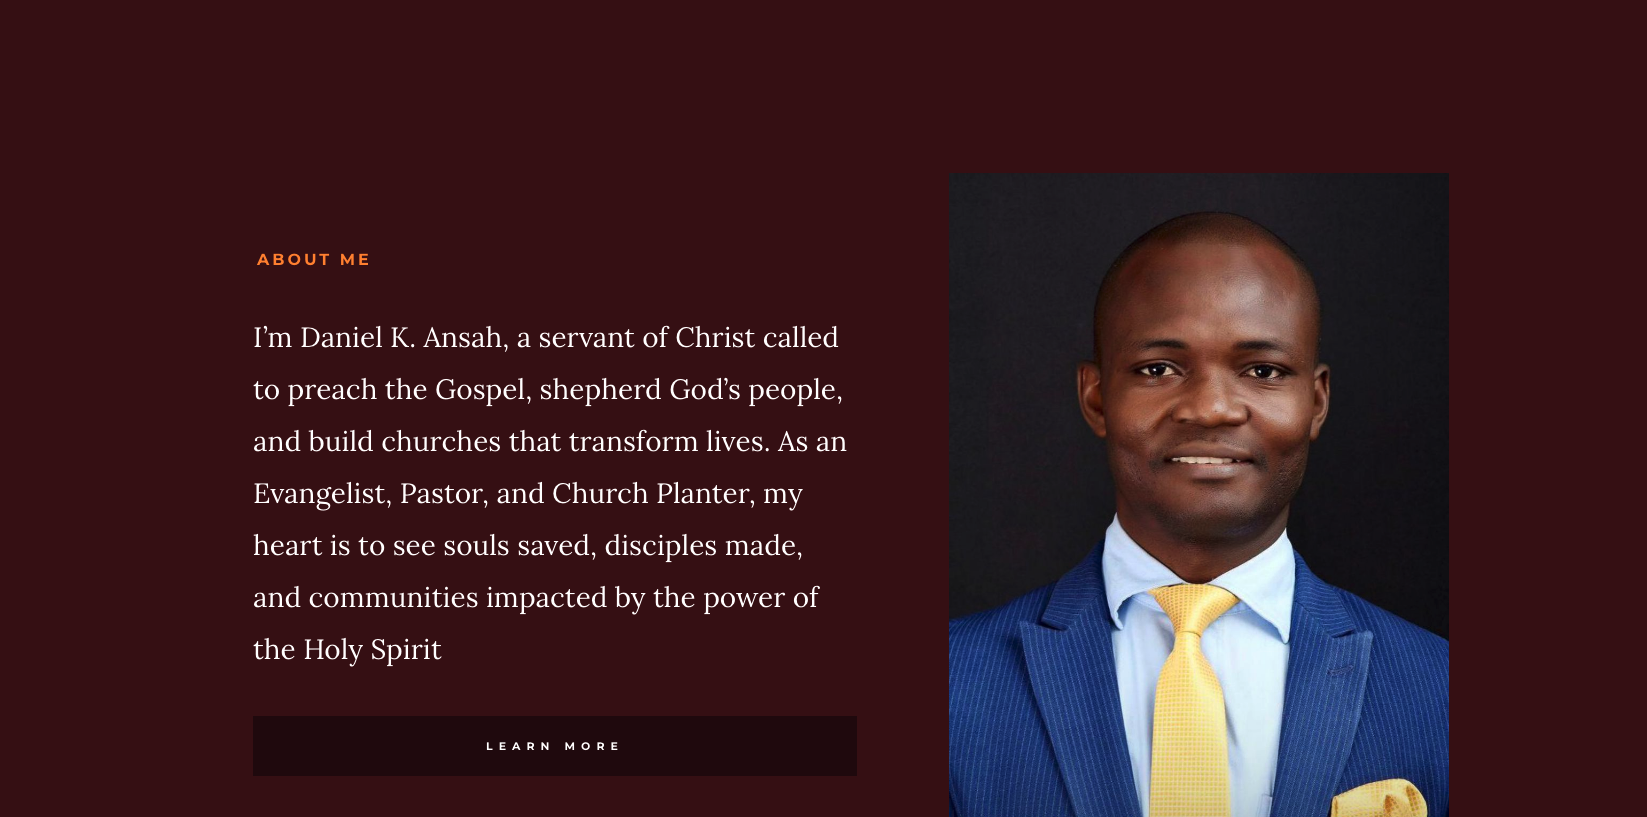 ABOUT ME
I’m Daniel K. Ansah, a servant of Christ called
to preach the Gospel, shepherd God’s people,
and build churches that transform lives. As an
Evangelist, Pastor, and Church Planter, my
heart is to see souls saved, disciples made,
and communities impacted by the power of
the Holy Spirit
LEARN MORE